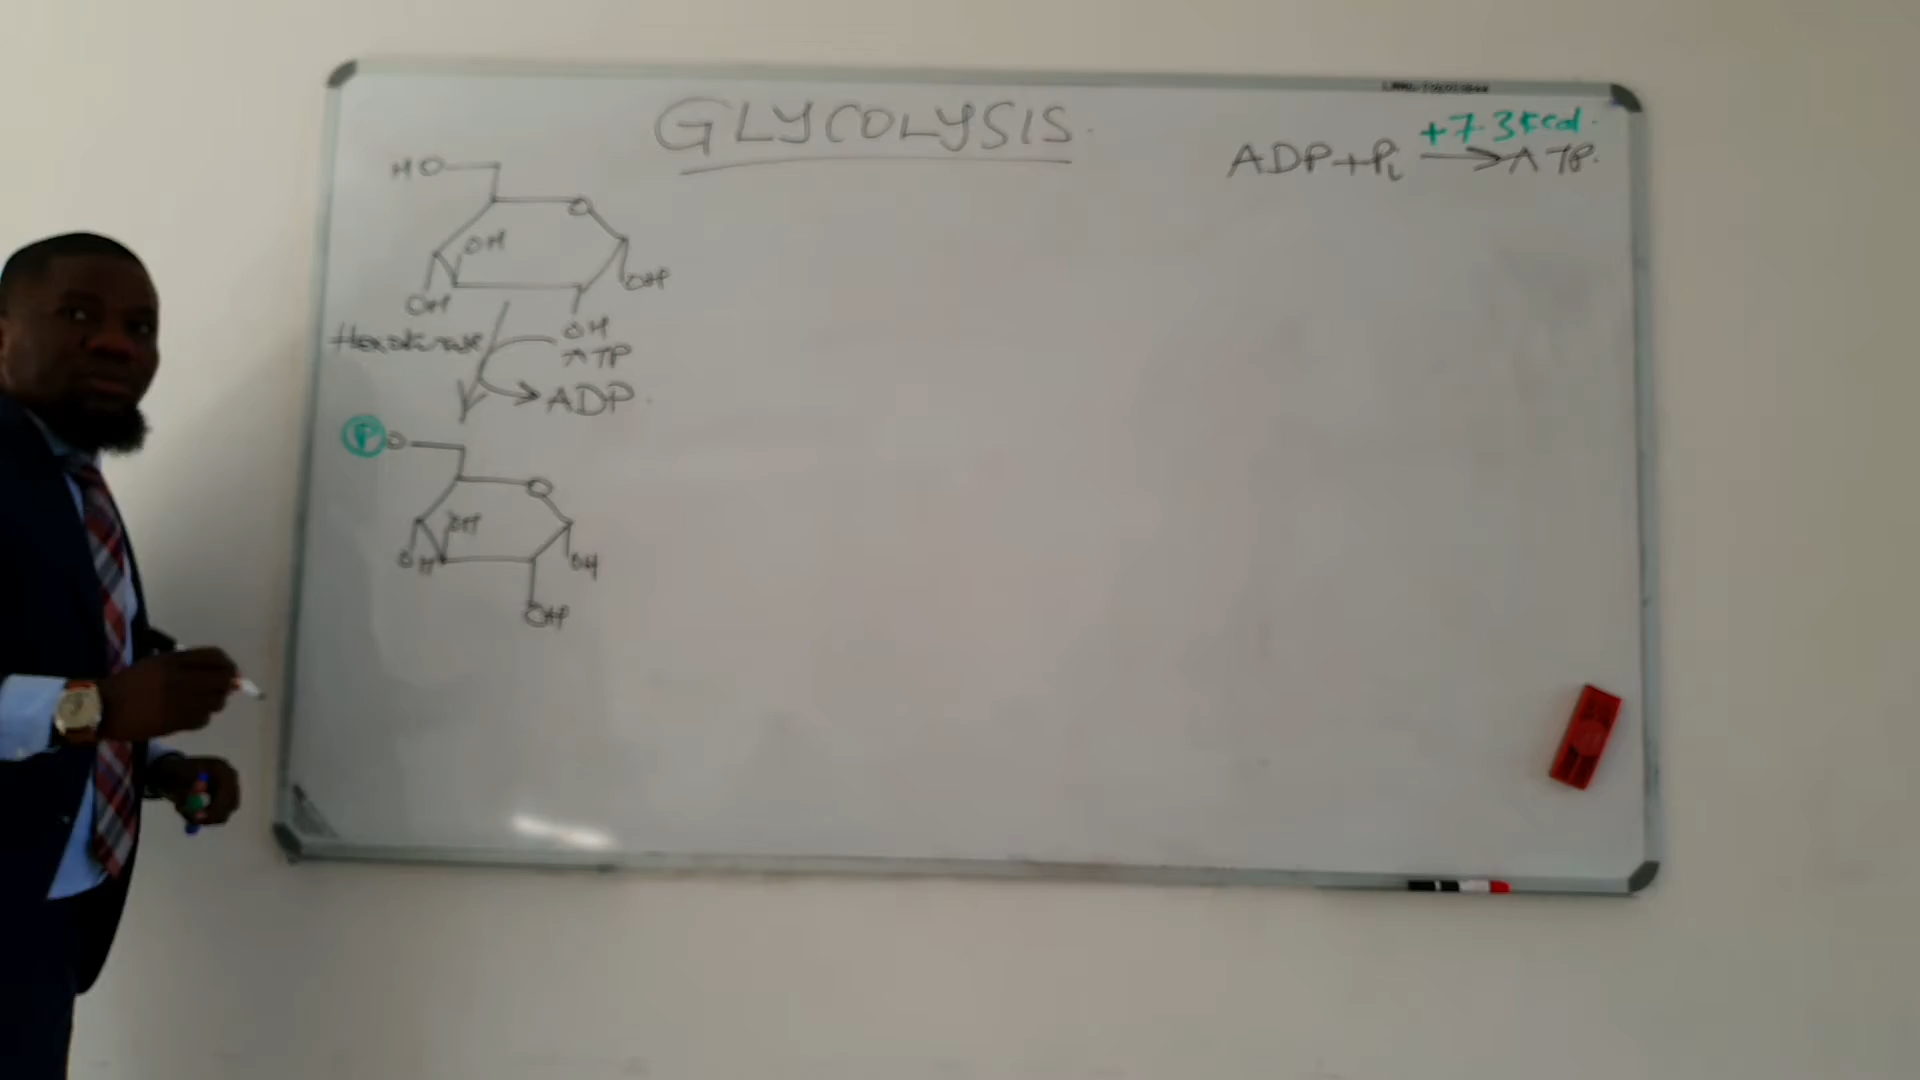 GLYCOLYSIS.
+7.3kcal.
ADP+Pi → ATP.
HO
O
OH
OH
OH
OH
Hexokinase
ATP
ADP.
P O
O
OH
OH
OH
OH